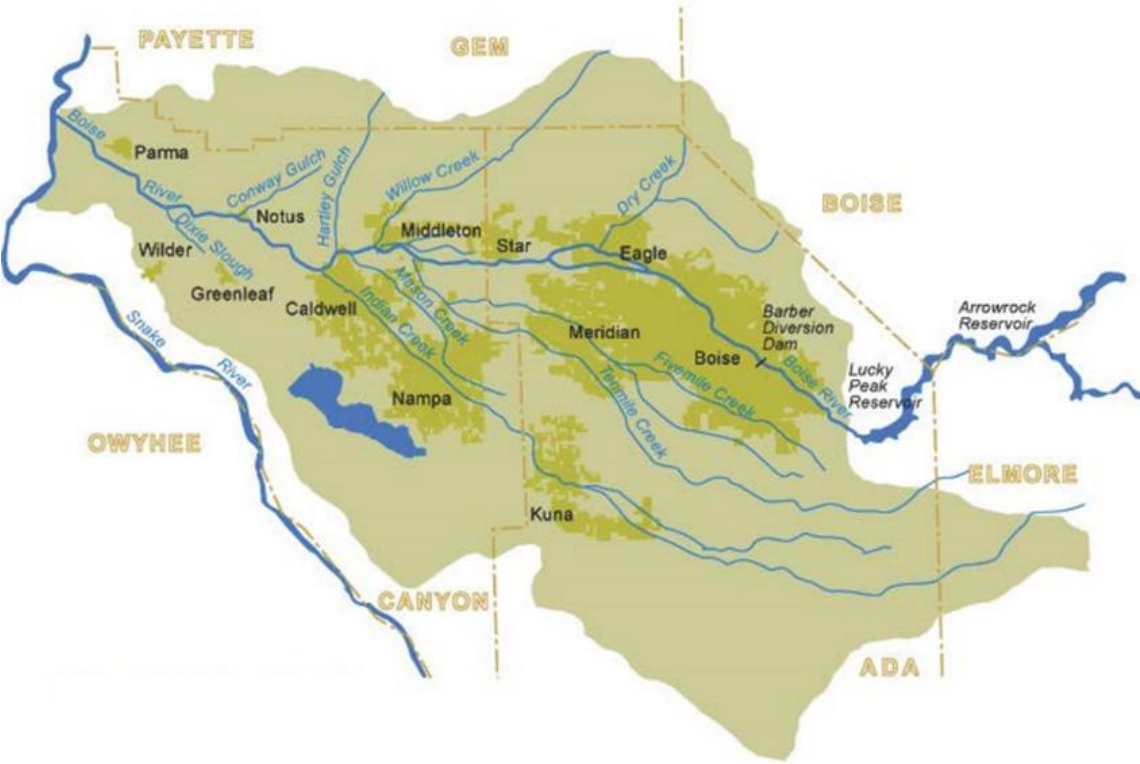 PAYETTE
GEM
Boise
Parma
River
Conway Gulch
Hartley Gulch
Willow Creek
Dry Creek
BOISE
Notus
Middleton
Star
Eagle
Wilder
Dixie Slough
Greenleaf
Caldwell
Indian Creek
Mason Creek
Meridian
Boise
Barber
Diversion
Dam
Arrowrock
Reservoir
Snake
River
Nampa
Tenmile Creek
Fivemile Creek
Boise River
Lucky
Peak
Reservoir
OWYHEE
ELMORE
Kuna
CANYON
ADA